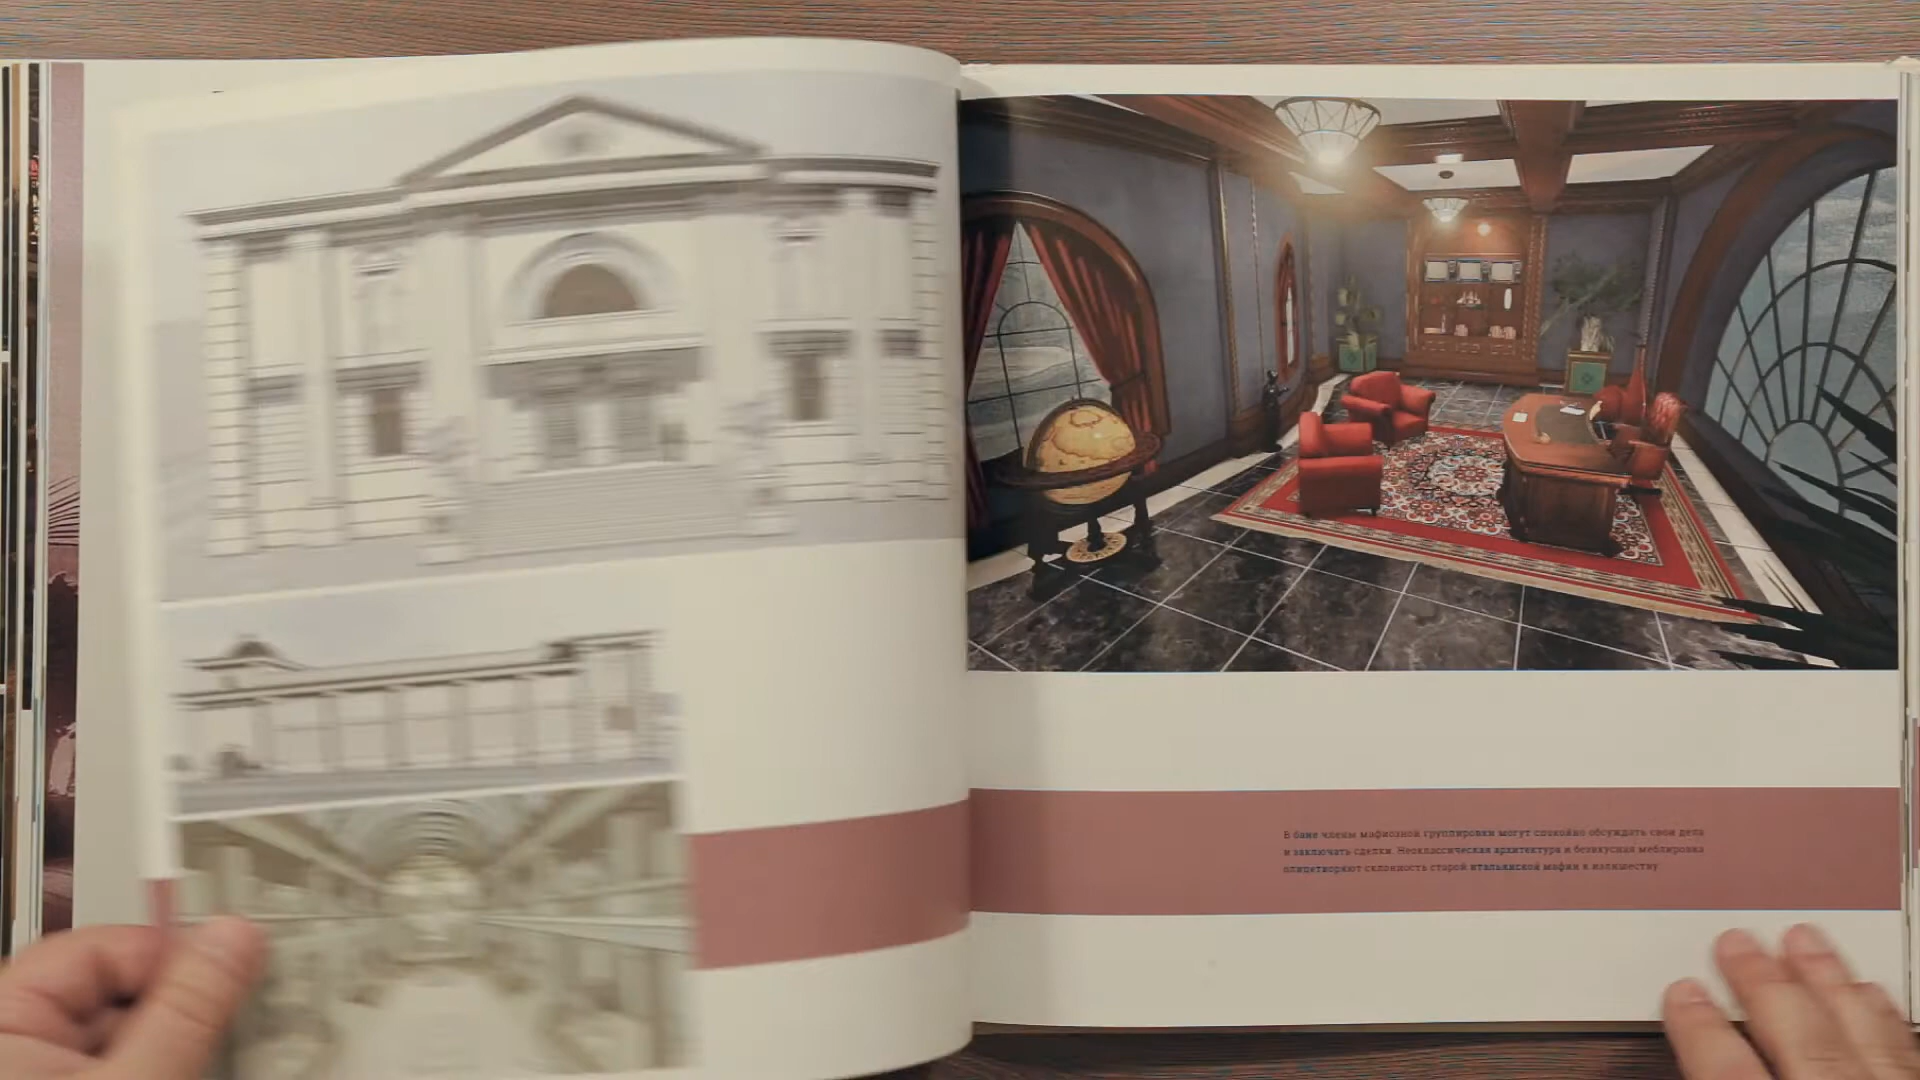 В бане члены мафиозной группировки могут спокойно обсуждать свои дела
и заключать сделки. Неоклассическая архитектура и безвкусная меблировка
олицетворяют склонность старой итальянской мафии к излишеству